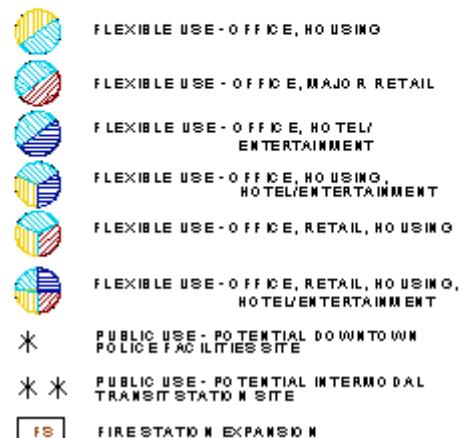 FLEXIBLE USE - OFFICE, HOUSING
FLEXIBLE USE - OFFICE, MAJOR RETAIL
FLEXIBLE USE - OFFICE, HOTEL/
ENTERTAINMENT
FLEXIBLE USE - OFFICE, HOUSING,
HOTEL/ENTERTAINMENT
FLEXIBLE USE - OFFICE, RETAIL, HOUSING
FLEXIBLE USE - OFFICE, RETAIL, HOUSING,
HOTEL/ENTERTAINMENT
* PUBLIC USE - POTENTIAL DOWNTOWN
POLICE FACILITIES SITE
* * PUBLIC USE - POTENTIAL INTERMODAL
TRANSIT STATION SITE
FS FIRE STATION EXPANSION